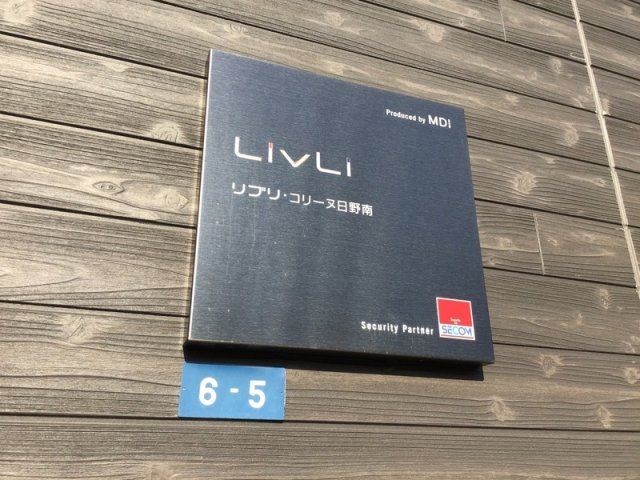 Produced by MDI
LivLi
リブリ・コリーヌ日野南
Security Partner
SECOM
6-5